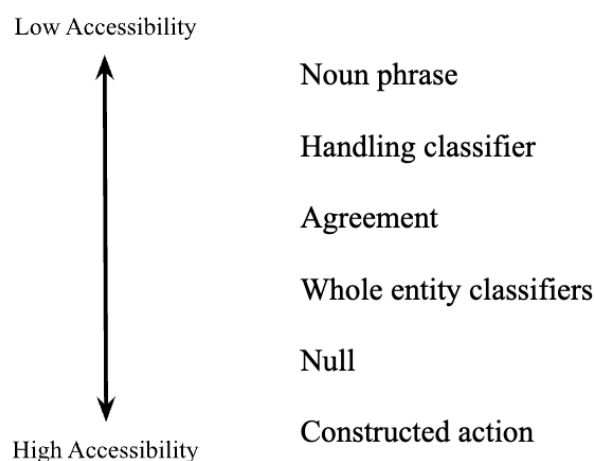 Low Accessibility
Noun phrase
Handling classifier
Agreement
Whole entity classifiers
Null
Constructed action
High Accessibility